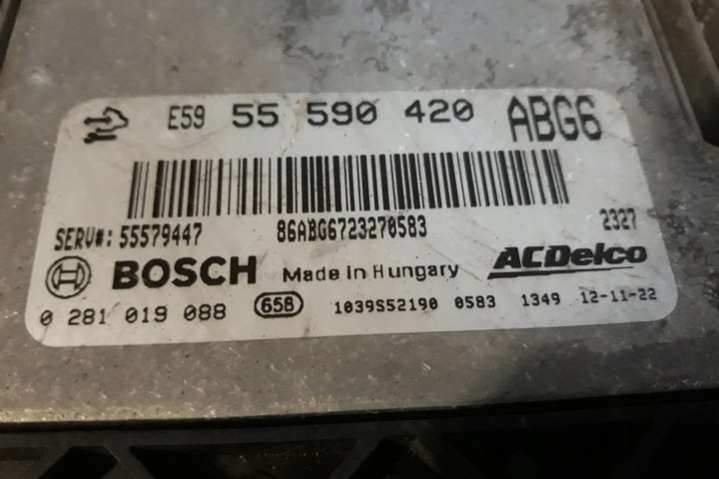 E59 55 590 420 ABG6
SERV#: 55579447 86ABG6723270583 2327
BOSCH Made in Hungary ACDelco
0 281 019 088 658 1039S52190 0583 1349 12-11-22